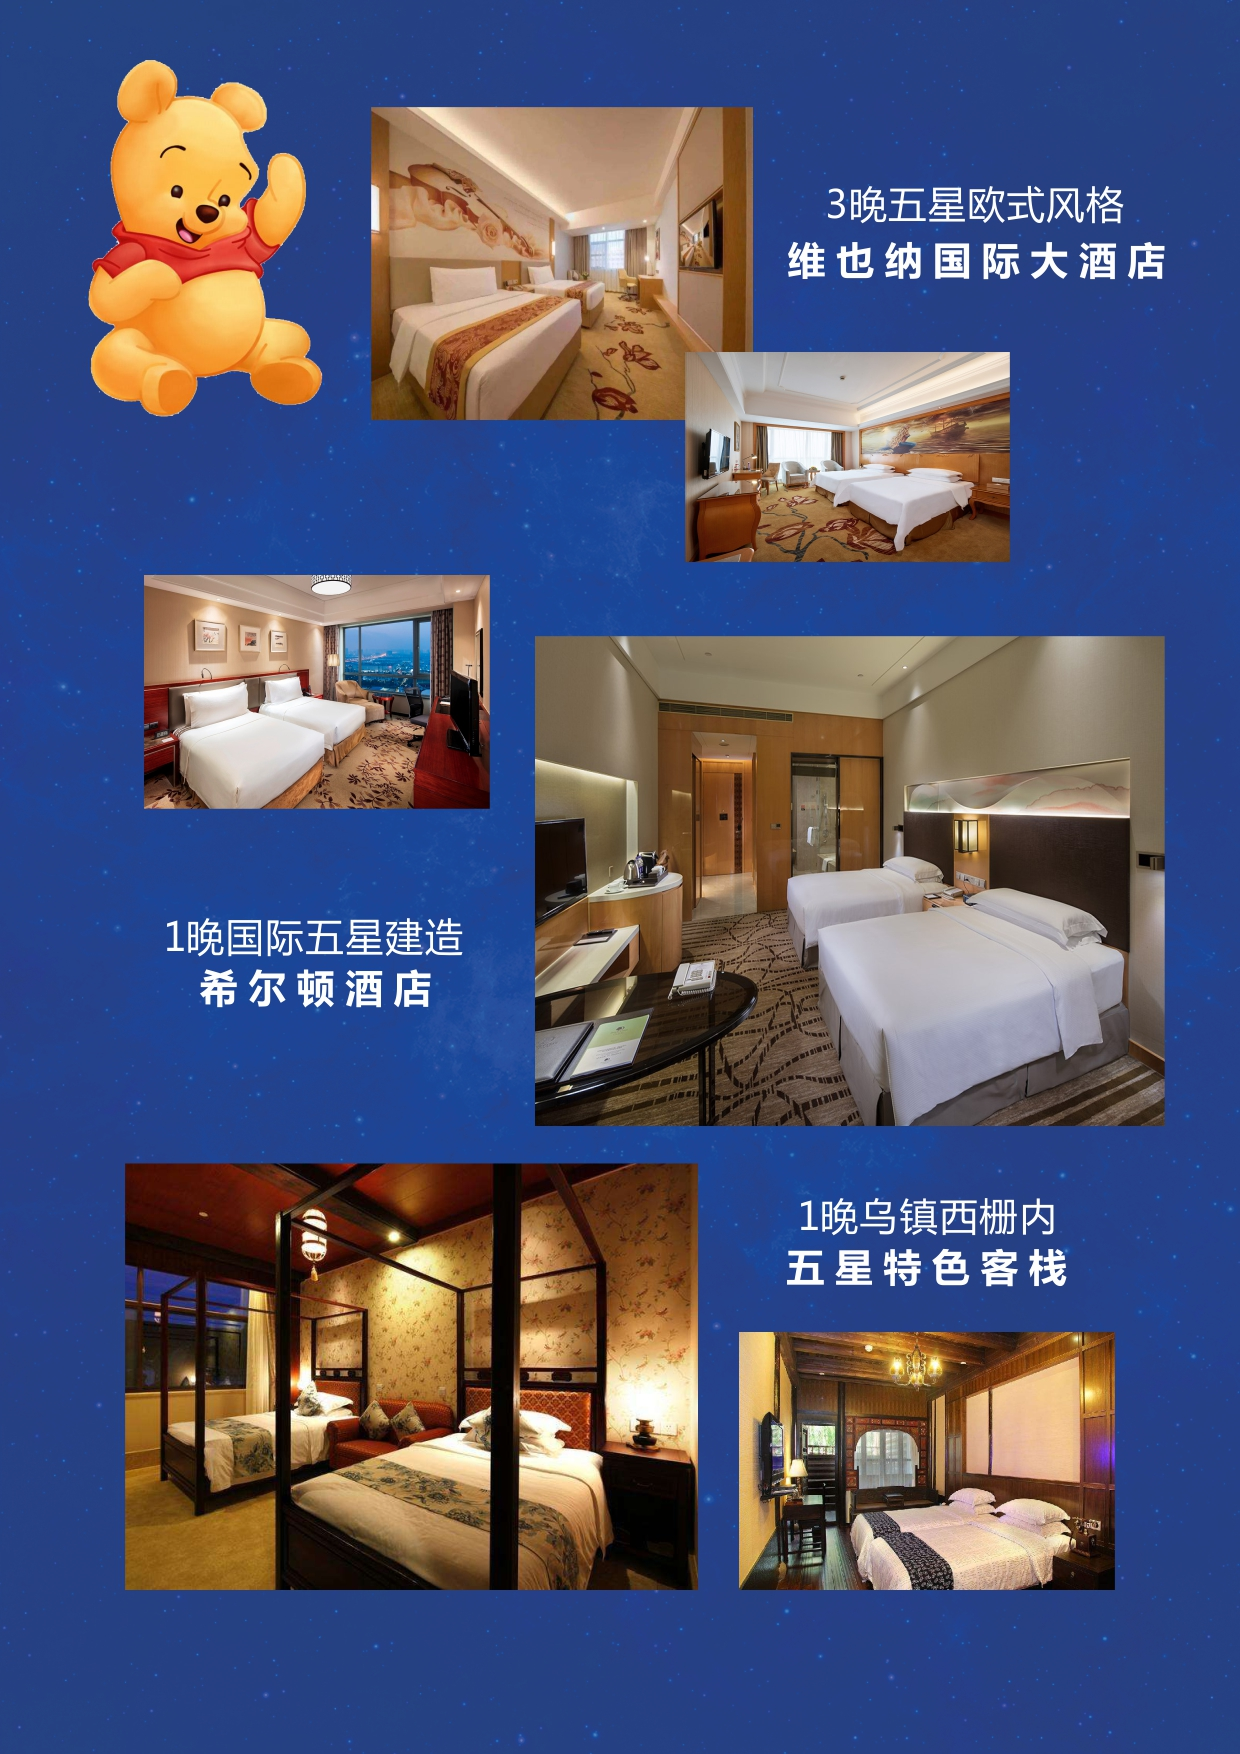 3晚五星欧式风格
维也纳国际大酒店
1晚国际五星建造
希尔顿酒店
1晚乌镇西栅内
五星特色客栈